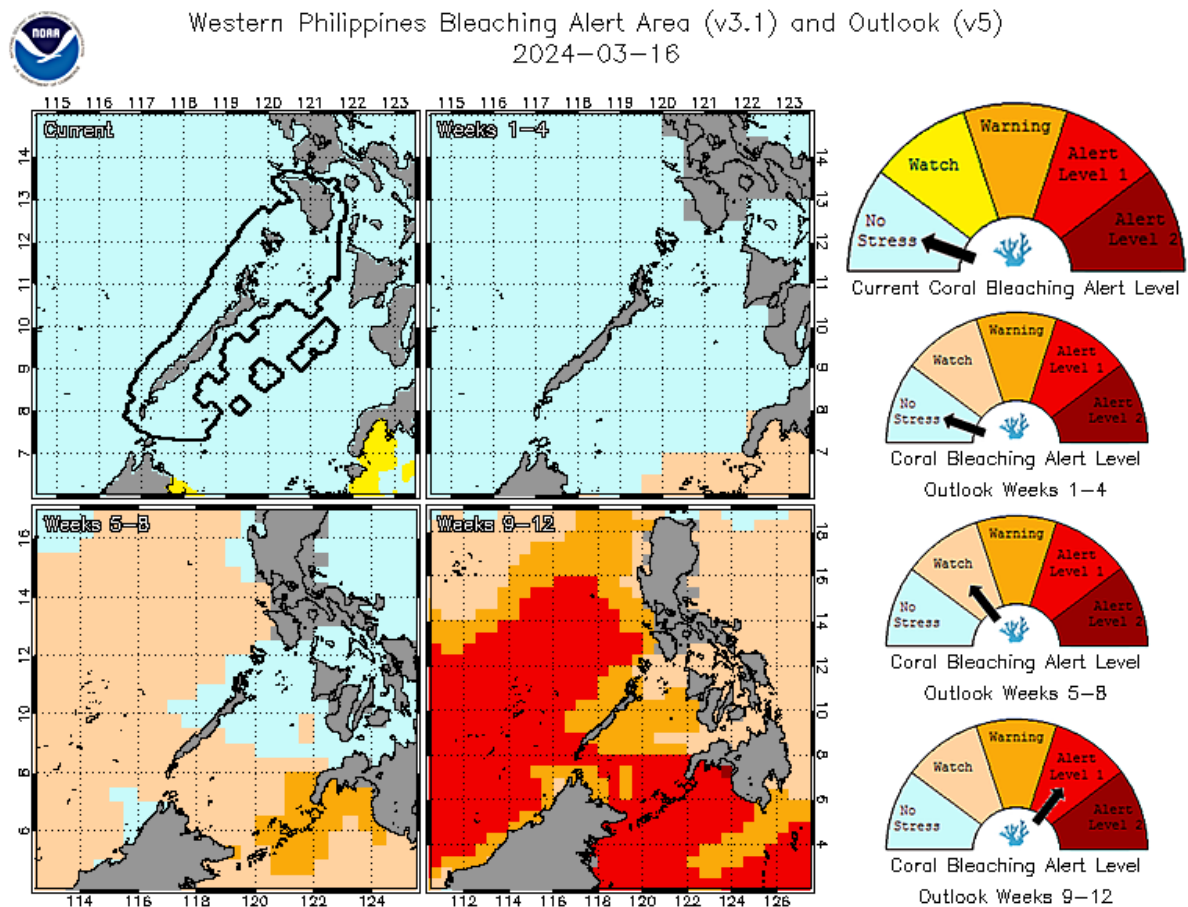 Western Philippines Bleaching Alert Area (v3.1) and Outlook (v5)
2024-03-16
NOAA
115 116 117 118 119 120 121 122 123
115 116 117 118 119 120 121 122 123
Current
Weeks 1-4
14
13
12
11
10
9
8
7
14
13
12
11
10
9
8
7
Weeks 5-8
Weeks 9-12
16
14
12
10
8
6
18
16
14
12
10
8
6
4
114 116 118 120 122 124
112 114 116 118 120 122 124 126
No
Stress
Watch
Warning
Alert
Level 1
Alert
Level 2
Current Coral Bleaching Alert Level
No
Stress
Watch
Warning
Alert
Level 1
Alert
Level 2
Coral Bleaching Alert Level
Outlook Weeks 1-4
No
Stress
Watch
Warning
Alert
Level 1
Alert
Level 2
Coral Bleaching Alert Level
Outlook Weeks 5-8
No
Stress
Watch
Warning
Alert
Level 1
Alert
Level 2
Coral Bleaching Alert Level
Outlook Weeks 9-12